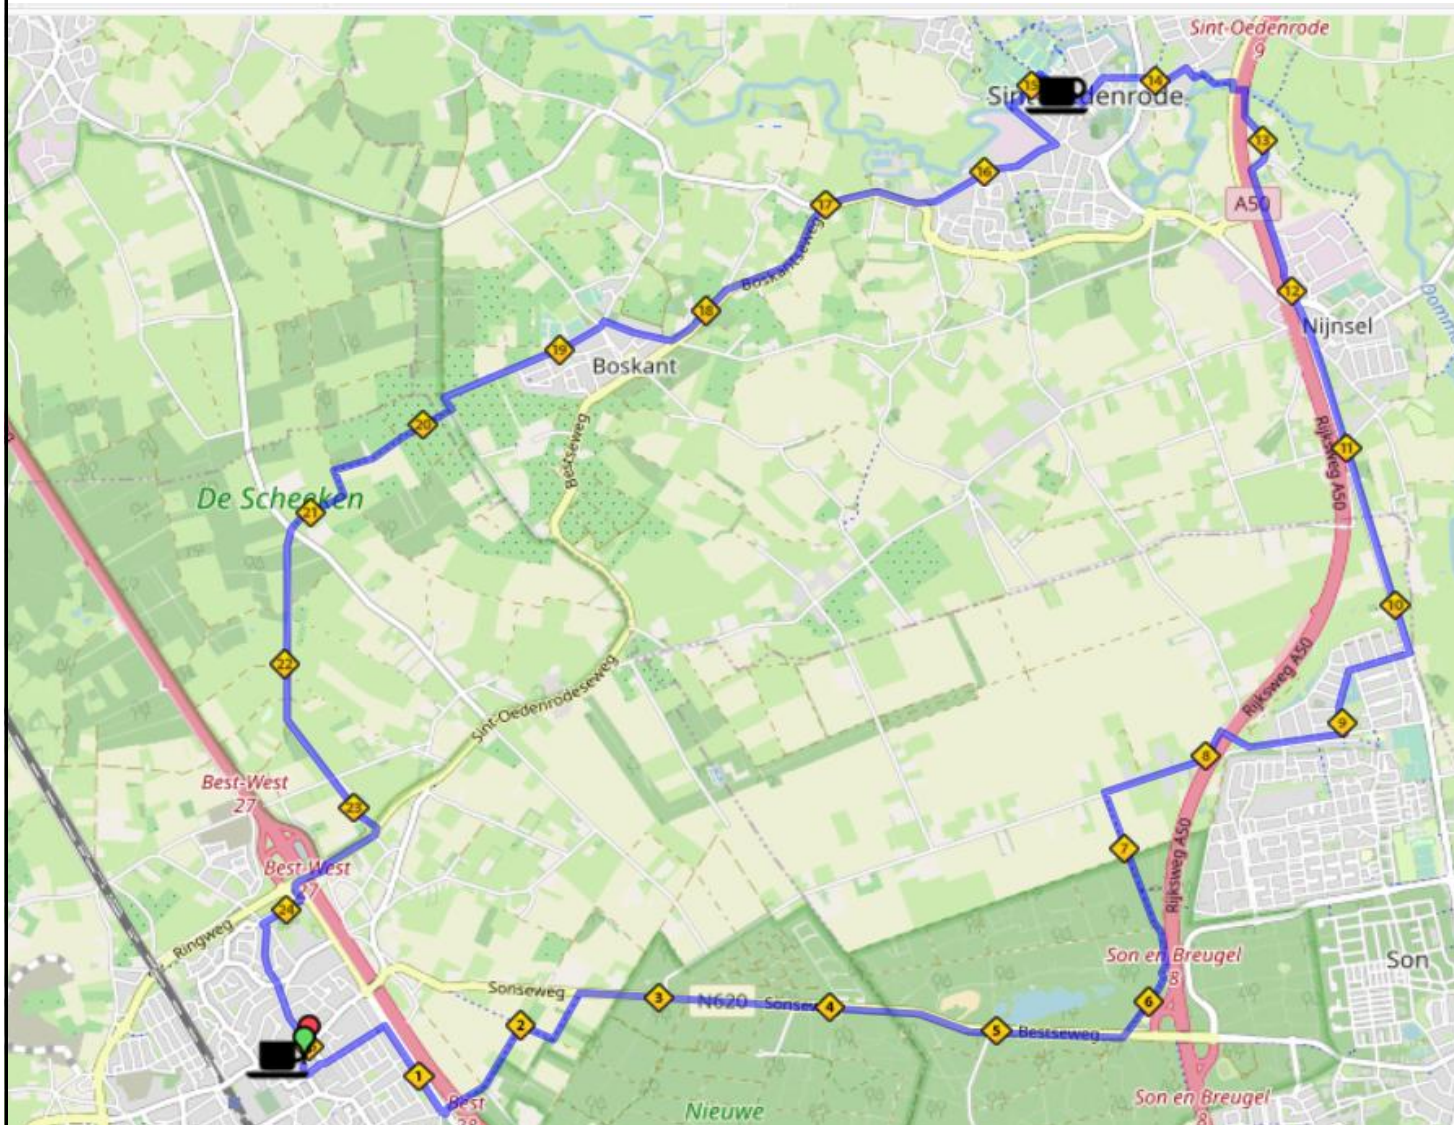 Sint-Oedenrode
9
14
15
Sint-Oedenrode
13
16
17
A50
Boskantseweg
12
18
Nijnsel
19
Boskant
20
Bestseweg
11
Rijksweg A50
De Scheeken
21
10
22
Sint-Oedenrodeseweg
Rijksweg A50
9
8
Best-West
27
23
7
Rijksweg A50
Best-West
27
24
Ringweg
Son en Breugel
8
Son
Sonseweg
3
N620
4
6
2
5
Bestseweg
1
Best
28
Nieuwe
Son en Breugel
8